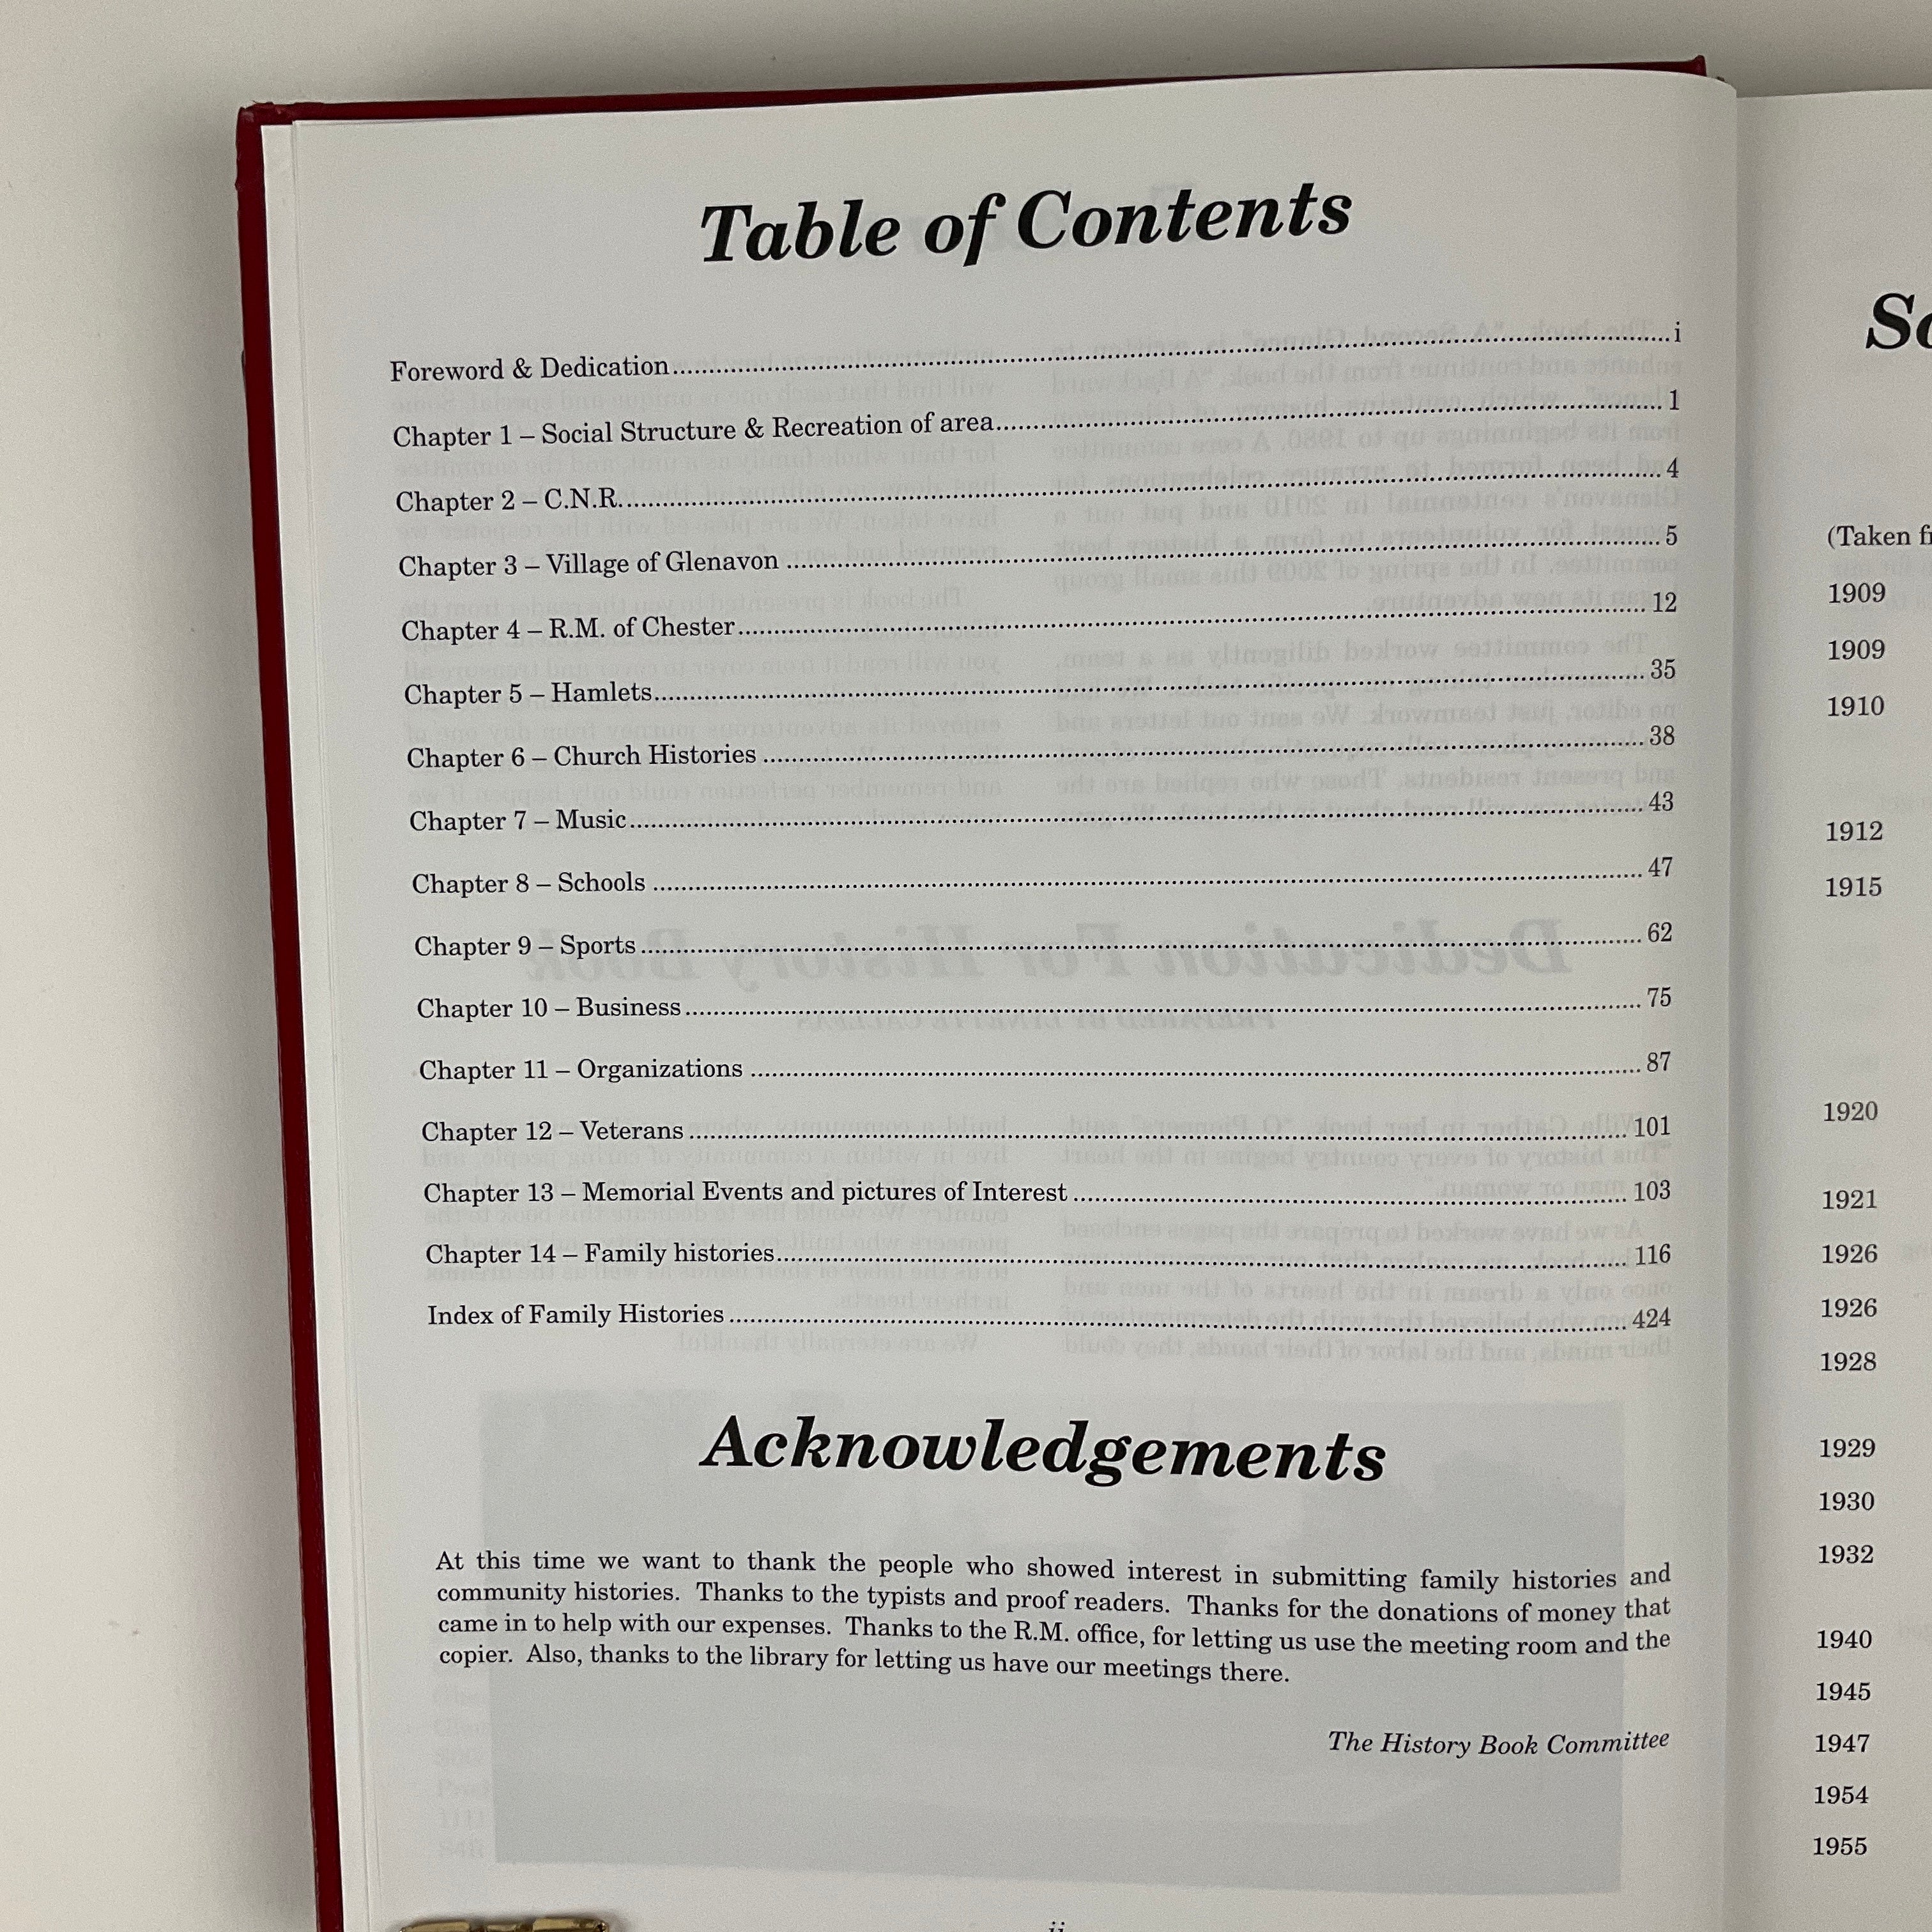 Table of Contents
Foreword & Dedication....................i
Chapter 1 – Social Structure & Recreation of area....................1
Chapter 2 – C.N.R.....................4
Chapter 3 – Village of Glenavon ....................5
Chapter 4 – R.M. of Chester....................12
Chapter 5 – Hamlets....................35
Chapter 6 – Church Histories ....................38
Chapter 7 – Music....................43
Chapter 8 – Schools ....................47
Chapter 9 – Sports....................62
Chapter 10 – Business....................75
Chapter 11 – Organizations ....................87
Chapter 12 – Veterans....................101
Chapter 13 – Memorial Events and pictures of Interest....................103
Chapter 14 – Family histories....................116
Index of Family Histories....................424
Acknowledgements
At this time we want to thank the people who showed interest in submitting family histories and
community histories. Thanks to the typists and proof readers. Thanks for the donations of money that
came in to help with our expenses. Thanks to the R.M. office, for letting us use the meeting room and the
copier. Also, thanks to the library for letting us have our meetings there.
The History Book Committee
ii
(Taken
1909
1909
1910
1912
1915
1920
1921
1926
1926
1928
1929
1930
1932
1940
1945
1947
1954
1955